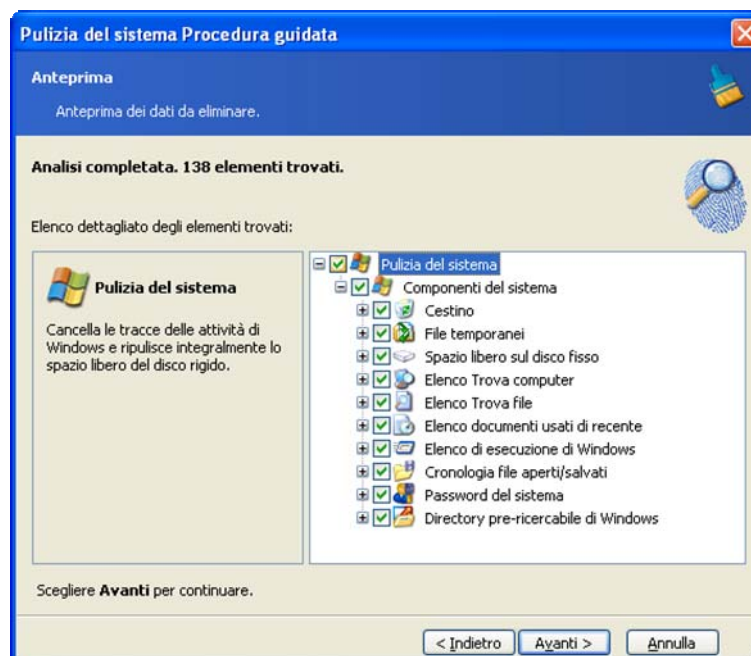 Pulizia del sistema Procedura guidata
Anteprima
Anteprima dei dati da eliminare.
Analisi completata. 138 elementi trovati.
Elenco dettagliato degli elementi trovati:
Pulizia del sistema
Cancella le tracce delle attività di
Windows e ripulisce integralmente lo
spazio libero del disco rigido.
Pulizia del sistema
Componenti del sistema
Cestino
File temporanei
Spazio libero sul disco fisso
Elenco Trova computer
Elenco Trova file
Elenco documenti usati di recente
Elenco di esecuzione di Windows
Cronologia file aperti/salvati
Password del sistema
Directory pre-ricercabile di Windows
Scegliere Avanti per continuare.
< Indietro
Avanti >
Annulla